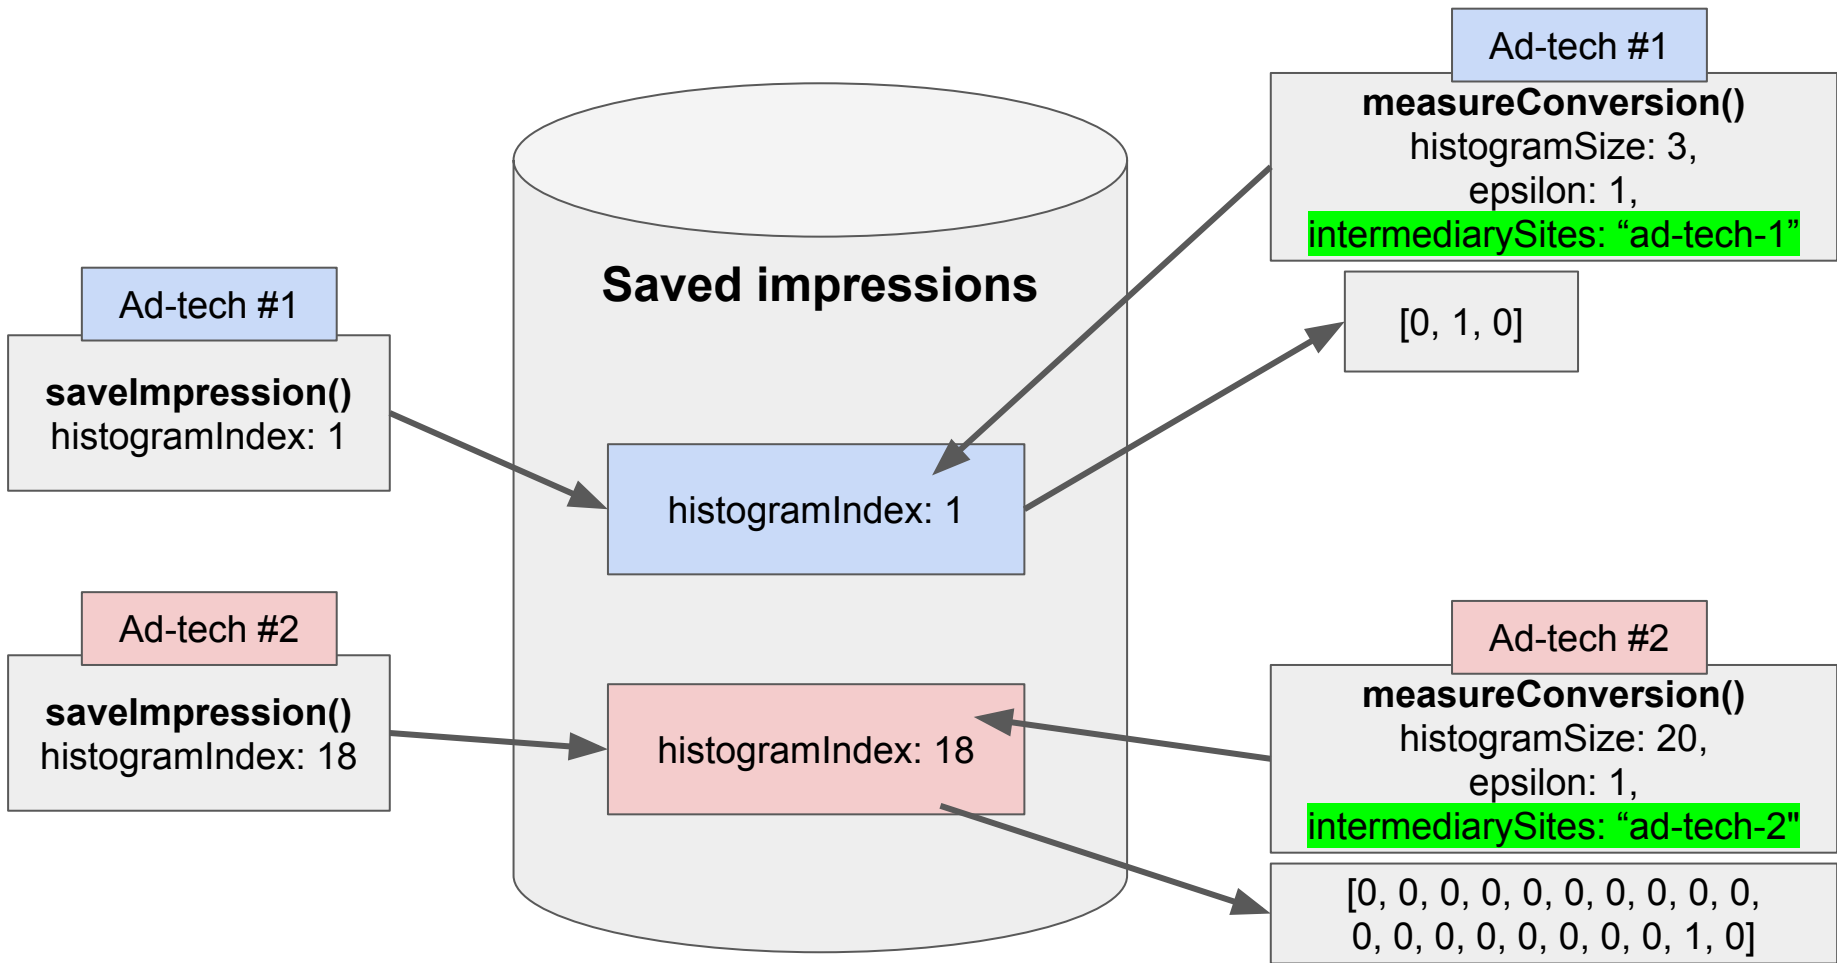 Ad-tech #1
saveImpression()
histogramIndex: 1
Ad-tech #2
saveImpression()
histogramIndex: 18
Saved impressions
histogramIndex: 1
histogramIndex: 18
Ad-tech #1
measureConversion()
histogramSize: 3,
epsilon: 1,
intermediarySites: “ad-tech-1”
[0, 1, 0]
Ad-tech #2
measureConversion()
histogramSize: 20,
epsilon: 1,
intermediarySites: “ad-tech-2"
[0, 0, 0, 0, 0, 0, 0, 0, 0, 0,
0, 0, 0, 0, 0, 0, 0, 0, 1, 0]